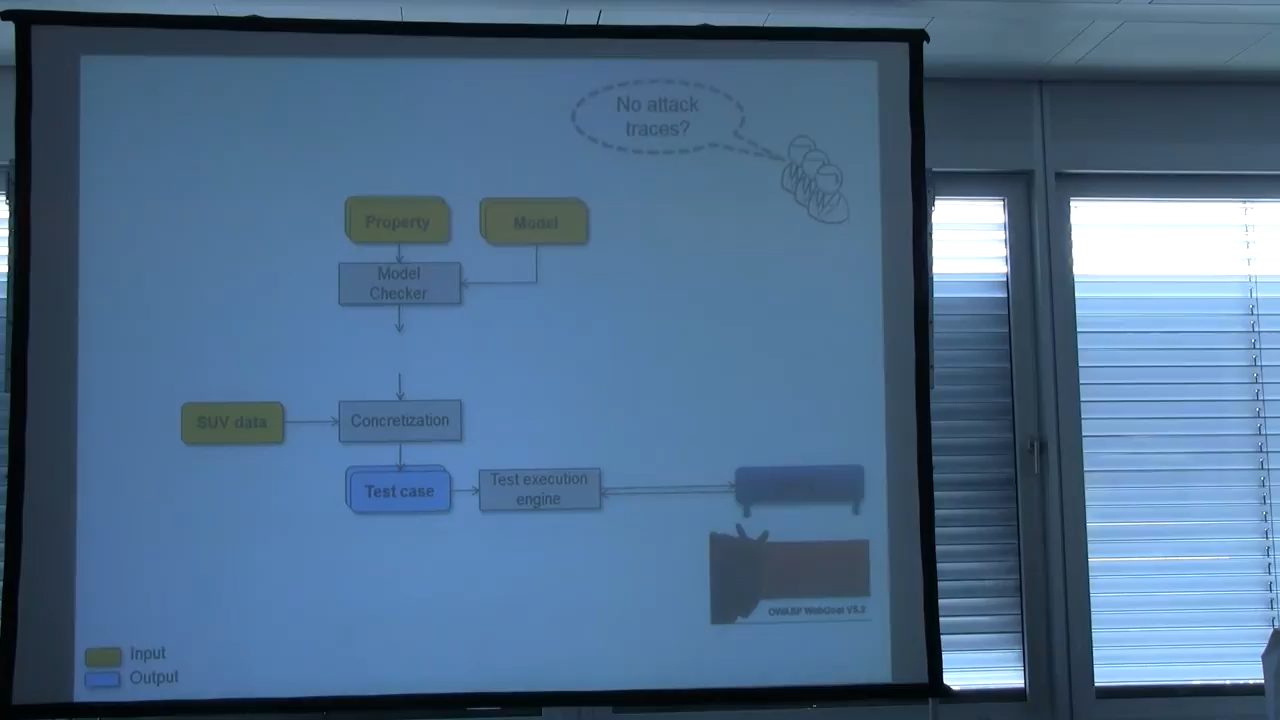 No attack
traces?
Property
Model
Model
Checker
SUV data
Concretization
Test case
Test execution
engine
OWASP WebGoat V5.2
Input
Output